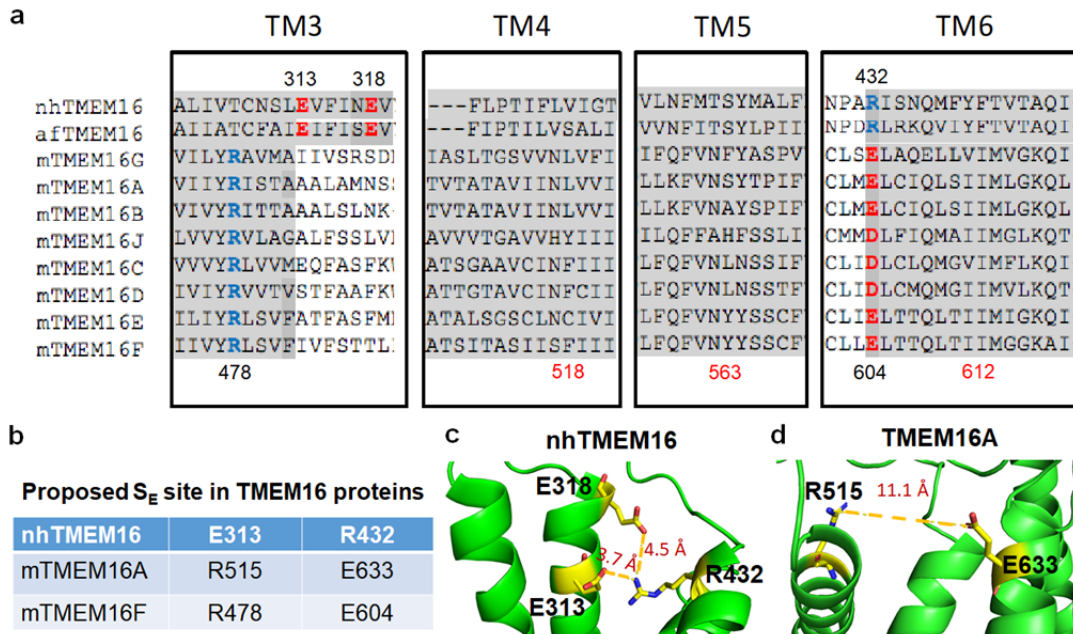 a
TM3 TM4 TM5 TM6
313 318 432
nhTMEM16 ALIVTCNSLEVFINEV ---FLPTIFLVIGT VLNFMTSYMALF NPARISNQMFYFTVTAQI
afTMEM16 AIIATCFAIEIFISEV ---FIPTILVSALI VVNFITSYLPIF NPDRLRKQVIYFTVTAQI
mTMEM16G VILYRAVMAIIVSRSD IASLTGSVVNLVFI IFQFVNFYASPV CLSELAQELLVIMVGKQL
mTMEM16A VIIYRISTAAALAMNS TVTATAVIINLVVI LLKFVNSYTPIF CLMELCIQLSIIMLGKQL
mTMEM16B VIVYRITTAAALSLNK TVTATAVIINLVVI LLKFVNAYSPIF CLMELCIQLSIIMLGKQL
mTMEM16J LVVYRVLAGALFSSLV AVVVTGAVVHYIII ILQFFAHFSSLI CMMDLFIQMAIIMGLKQT
mTMEM16C VVVYRLVVMEQFASFK ATSGAAVCINFIII LFQFVNLNSSIF CLIDLCLQMGVIMFLKQT
mTMEM16D IVIYRVVTVSTFAAFK ATTGTAVCINFCII LFQFVNLNSSTF CLIDLCMQMGIIMVLKQT
mTMEM16E ILIYRLSVFATFASFM ATALSGSCLNCIVI LFQFVNYYSSCF CLIELTTQLTIIMIGKQI
mTMEM16F IIVYRLSVFIVFSTTL ATSITASIISFIII LFQFVNYYSSCF CLLELTTQLTIIMGGKAI
478 518 563 604 612
b
Proposed SE site in TMEM16 proteins
nhTMEM16 E313 R432
mTMEM16A R515 E633
mTMEM16F R478 E604
c
nhTMEM16
E318
3.7 Å
4.5 Å
R432
E313
d
TMEM16A
R515
11.1 Å
E633